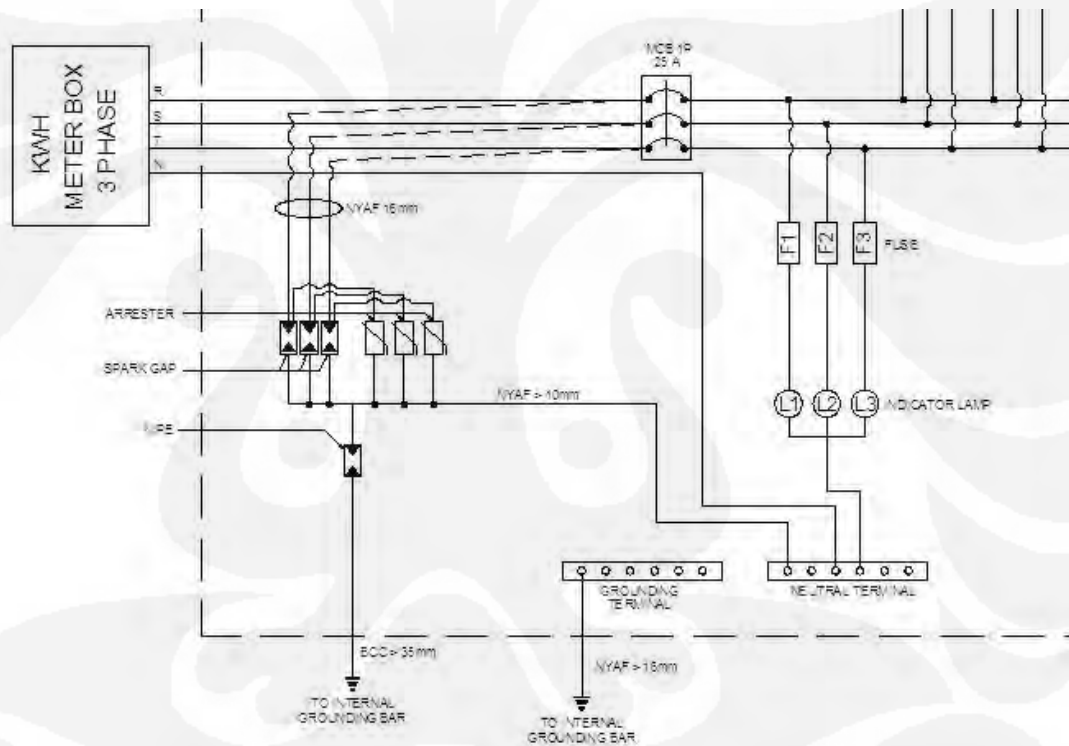 KWH
METER BOX
3 PHASE
R
S
T
N
MCB 1P
25 A
NYAF 16mm
F1
F2
F3
FUSE
ARRESTER
SPARK GAP
NYAF > 10mm
L1
L2
L3
INDICATOR LAMP
GROUNDING
TERMINAL
NEUTRAL TERMINAL
BCC > 35mm
NYAF > 16mm
TO INTERNAL
GROUNDING BAR
TO INTERNAL
GROUNDING BAR